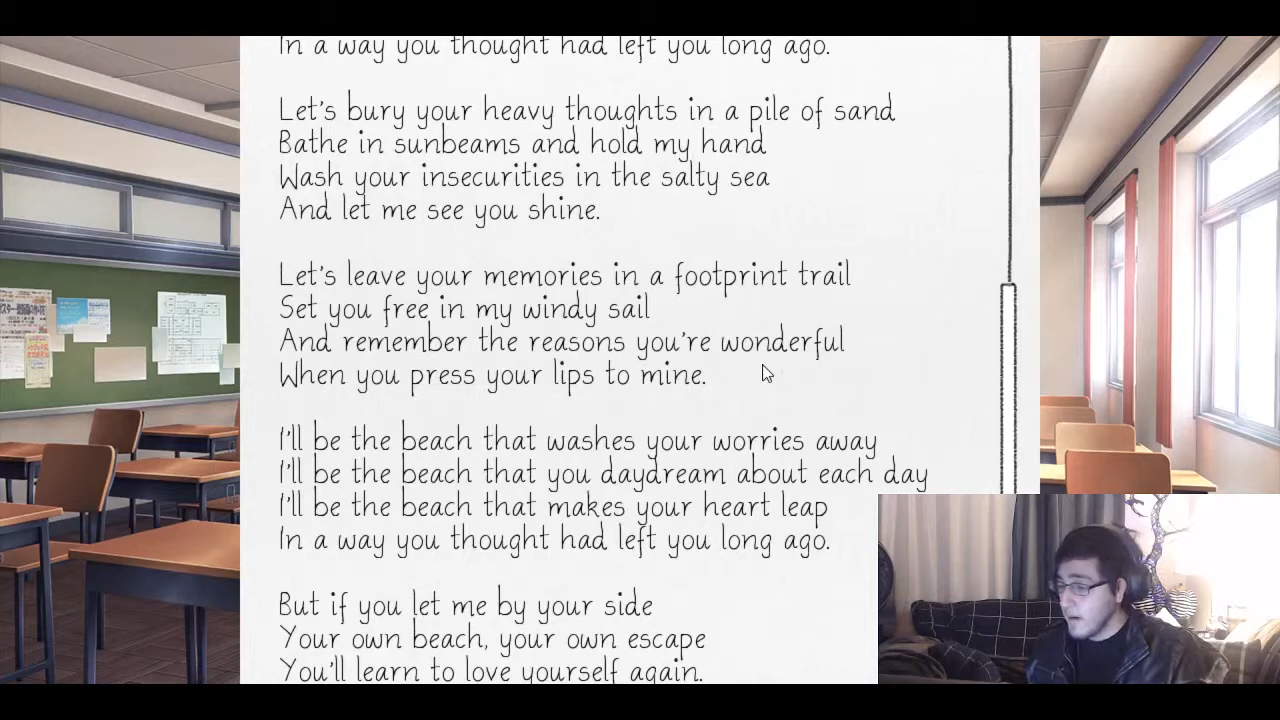 In a way you thought had left you long ago.
Let's bury your heavy thoughts in a pile of sand
Bathe in sunbeams and hold my hand
Wash your insecurities in the salty sea
And let me see you shine.
Let's leave your memories in a footprint trail
Set you free in my windy sail
And remember the reasons you're wonderful
When you press your lips to mine.
I'll be the beach that washes your worries away
I'll be the beach that you daydream about each day
I'll be the beach that makes your heart leap
In a way you thought had left you long ago.
But if you let me by your side
Your own beach, your own escape
You'll learn to love yourself again.